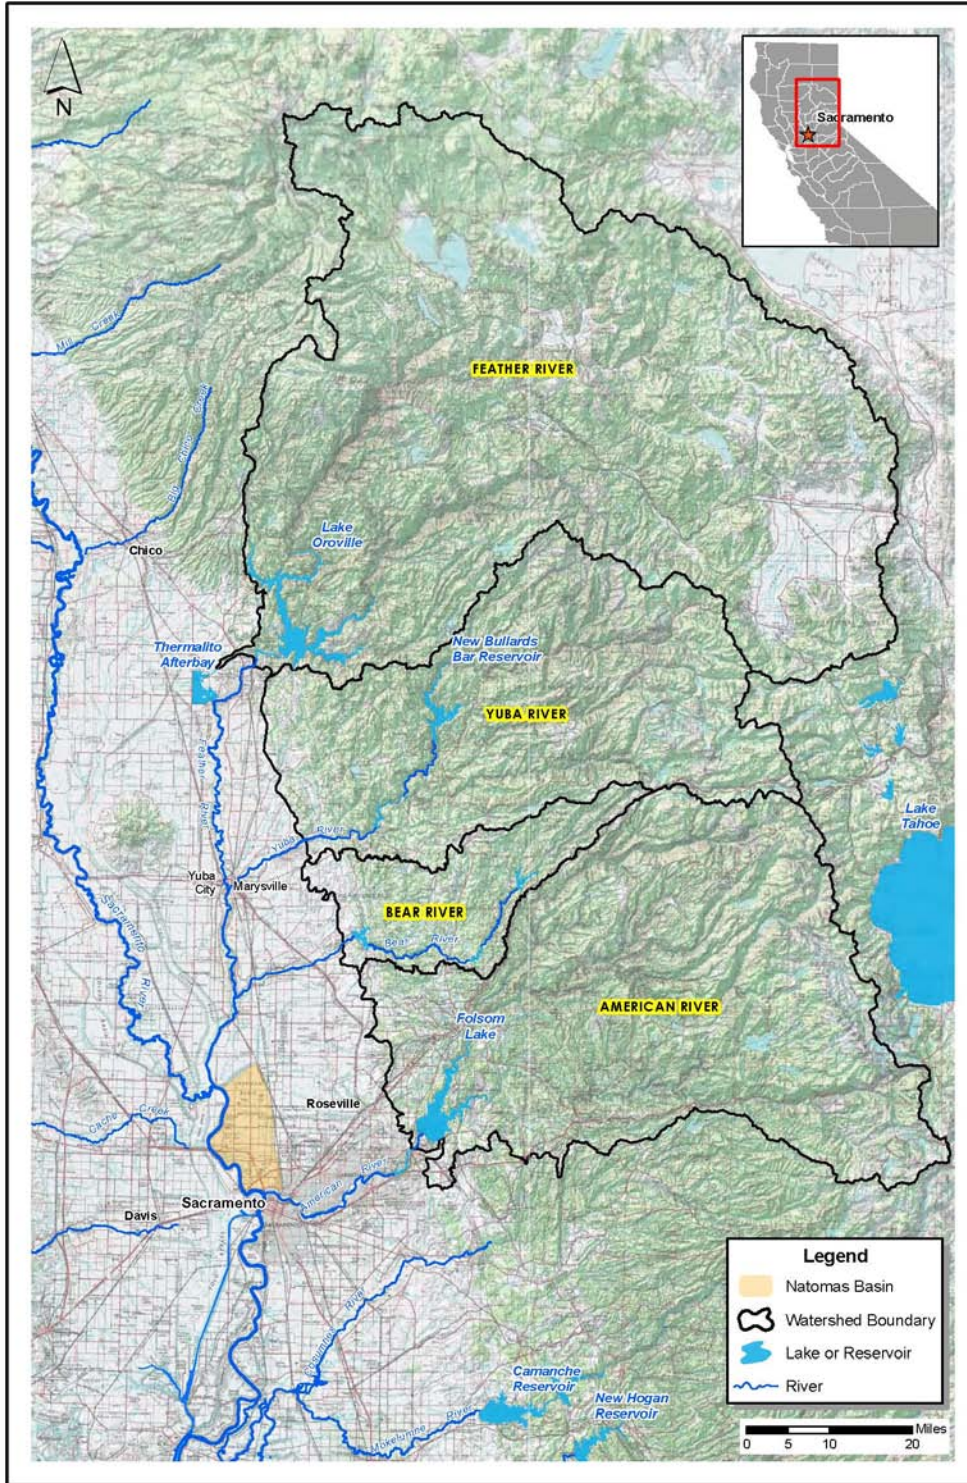 N
Sacramento
Mill Creek
FEATHER RIVER
Big Chino Creek
Lake
Oroville
Chico
Thermalito
Afterbay
New Bullards
Bar Reservoir
YUBA RIVER
Feather River
Lake
Tahoe
Yuba River
Yuba
City
Marysville
BEAR RIVER
Bear River
Sacramento River
AMERICAN RIVER
Folsom
Lake
Roseville
Cache Creek
American River
Sacramento
Davis
Legend
Natomas Basin
Watershed Boundary
Lake or Reservoir
River
Camanche
Reservoir
New Hogan
Reservoir
Mokelumne River
Miles
0 5 10 20